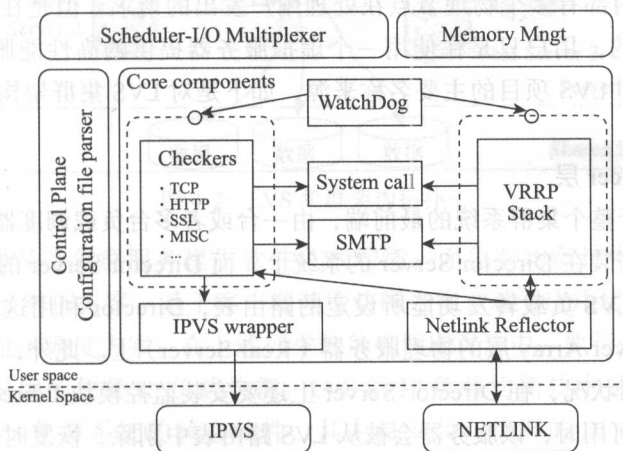 Scheduler-I/O Multiplexer
Memory Mngt
Control Plane
Configratram file parser
Core components
WatchDog
Checkers
· TCP
· HTTP
· SSL
· MISC
· ...
System call
SMTP
VRRP
Stack
IPVS wrapper
Netlink Reflector
User space
Kernel Space
IPVS
NETLINK